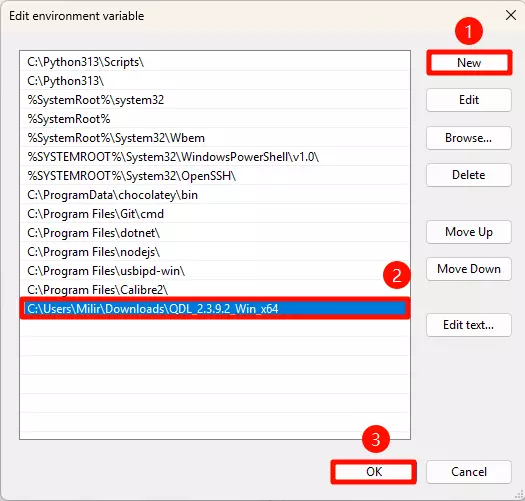 Edit environment variable
1
C:\Python313\Scripts\
New
C:\Python313\
%SystemRoot%\system32
Edit
%SystemRoot%
%SystemRoot%\System32\Wbem
Browse...
%SYSTEMROOT%\System32\WindowsPowerShell\v1.0\
%SYSTEMROOT%\System32\OpenSSH\
Delete
C:\ProgramData\chocolatey\bin
C:\Program Files\Git\cmd
C:\Program Files\dotnet\
Move Up
C:\Program Files\nodejs\
C:\Program Files\usbipd-win\
2
Move Down
C:\Program Files\Calibre2\
C:\Users\Milir\Downloads\QDL_2.3.9.2_Win_x64
Edit text...
3
OK
Cancel